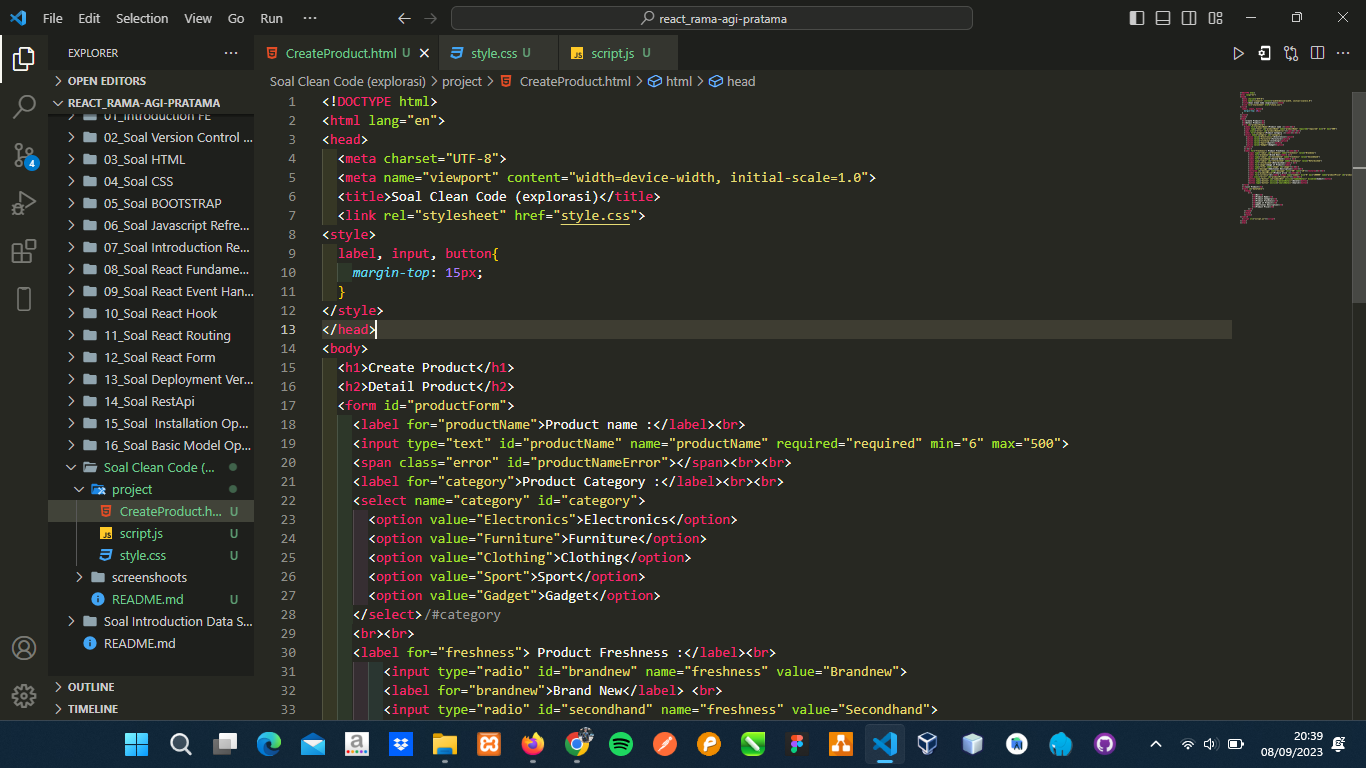 File Edit Selection View Go Run ···
react_rama-agi-pratama
EXPLORER ···
CreateProduct.html U
style.css U
script.js U
OPEN EDITORS
REACT_RAMA-AGI-PRATAMA
01_Introduction FE
02_Soal Version Control ...
03_Soal HTML
04_Soal CSS
05_Soal BOOTSTRAP
06_Soal Javascript Refre...
07_Soal Introduction Re...
08_Soal React Fundame...
09_Soal React Event Han...
10_Soal React Hook
11_Soal React Routing
12_Soal React Form
13_Soal Deployment Ver...
14_Soal RestApi
15_Soal  Installation Op...
16_Soal Basic Model Op...
Soal Clean Code (...
project
CreateProduct.h... U
script.js U
style.css U
screenshoots
README.md U
Soal Introduction Data S...
README.md
OUTLINE
TIMELINE
4
Soal Clean Code (explorasi) > project > CreateProduct.html > html > head
1 <!DOCTYPE html>
2 <html lang="en">
3 <head>
4 <meta charset="UTF-8">
5 <meta name="viewport" content="width=device-width, initial-scale=1.0">
6 <title>Soal Clean Code (explorasi)</title>
7 <link rel="stylesheet" href="style.css">
8 <style>
9 label, input, button{
10 margin-top: 15px;
11 }
12 </style>
13 </head>
14 <body>
15 <h1>Create Product</h1>
16 <h2>Detail Product</h2>
17 <form id="productForm">
18 <label for="productName">Product name :</label><br>
19 <input type="text" id="productName" name="productName" required="required" min="6" max="500">
20 <span class="error" id="productNameError"></span><br><br>
21 <label for="category">Product Category :</label><br><br>
22 <select name="category" id="category">
23 <option value="Electronics">Electronics</option>
24 <option value="Furniture">Furniture</option>
25 <option value="Clothing">Clothing</option>
26 <option value="Sport">Sport</option>
27 <option value="Gadget">Gadget</option>
28 </select>/#category
29 <br><br>
30 <label for="freshness"> Product Freshness :</label><br>
31 <input type="radio" id="brandnew" name="freshness" value="Brandnew">
32 <label for="brandnew">Brand New</label> <br>
33 <input type="radio" id="secondhand" name="freshness" value="Secondhand">
20:39
08/09/2023